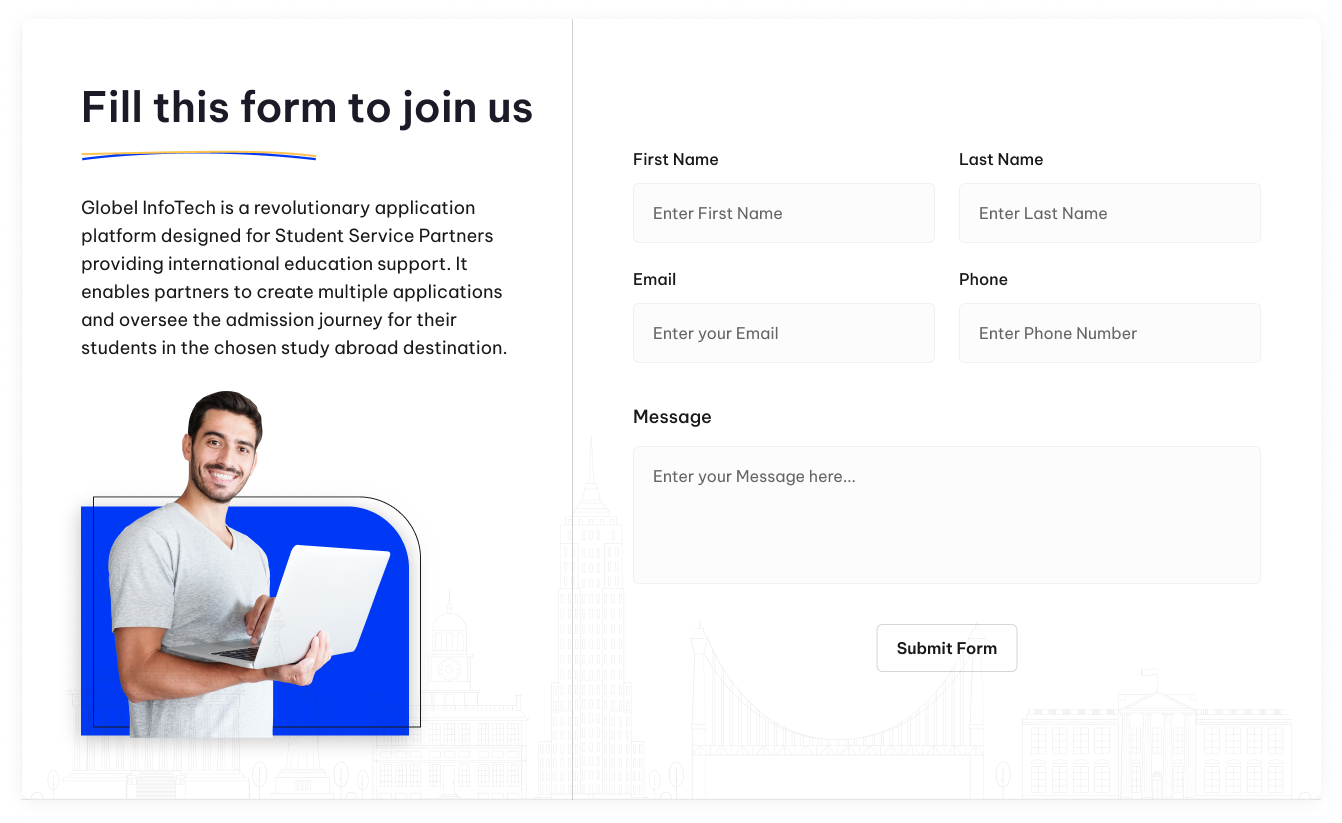 Fill this form to join us
Globel InfoTech is a revolutionary application
platform designed for Student Service Partners
providing international education support. It
enables partners to create multiple applications
and oversee the admission journey for their
students in the chosen study abroad destination.
First Name
Last Name
Enter First Name
Enter Last Name
Email
Phone
Enter your Email
Enter Phone Number
Message
Enter your Message here...
Submit Form